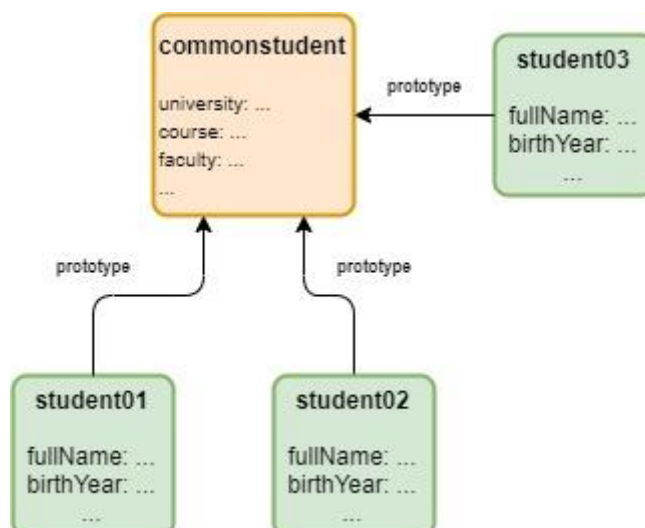 commonstudent
university: ...
course: ...
faculty: ...
...
prototype
student03
fullName: ...
birthYear: ...
...
prototype
prototype
student01
fullName: ...
birthYear: ...
...
student02
fullName: ...
birthYear: ...
...